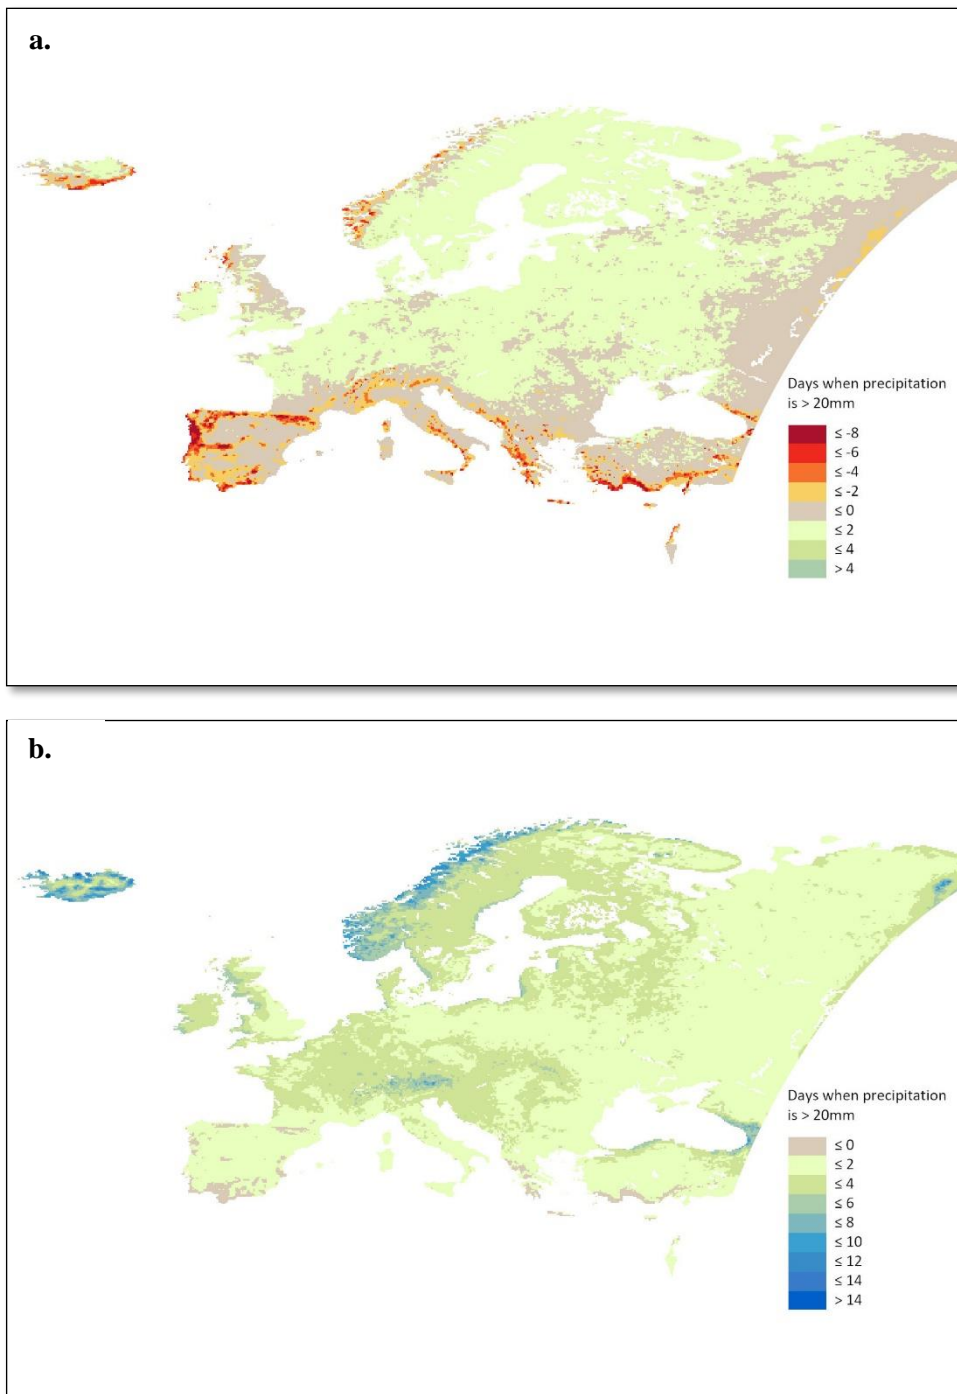 a.
Days when precipitation
is > 20mm
≤ -8
≤ -6
≤ -4
≤ -2
≤ 0
≤ 2
≤ 4
> 4
b.
Days when precipitation
is > 20mm
≤ 0
≤ 2
≤ 4
≤ 6
≤ 8
≤ 10
≤ 12
≤ 14
> 14